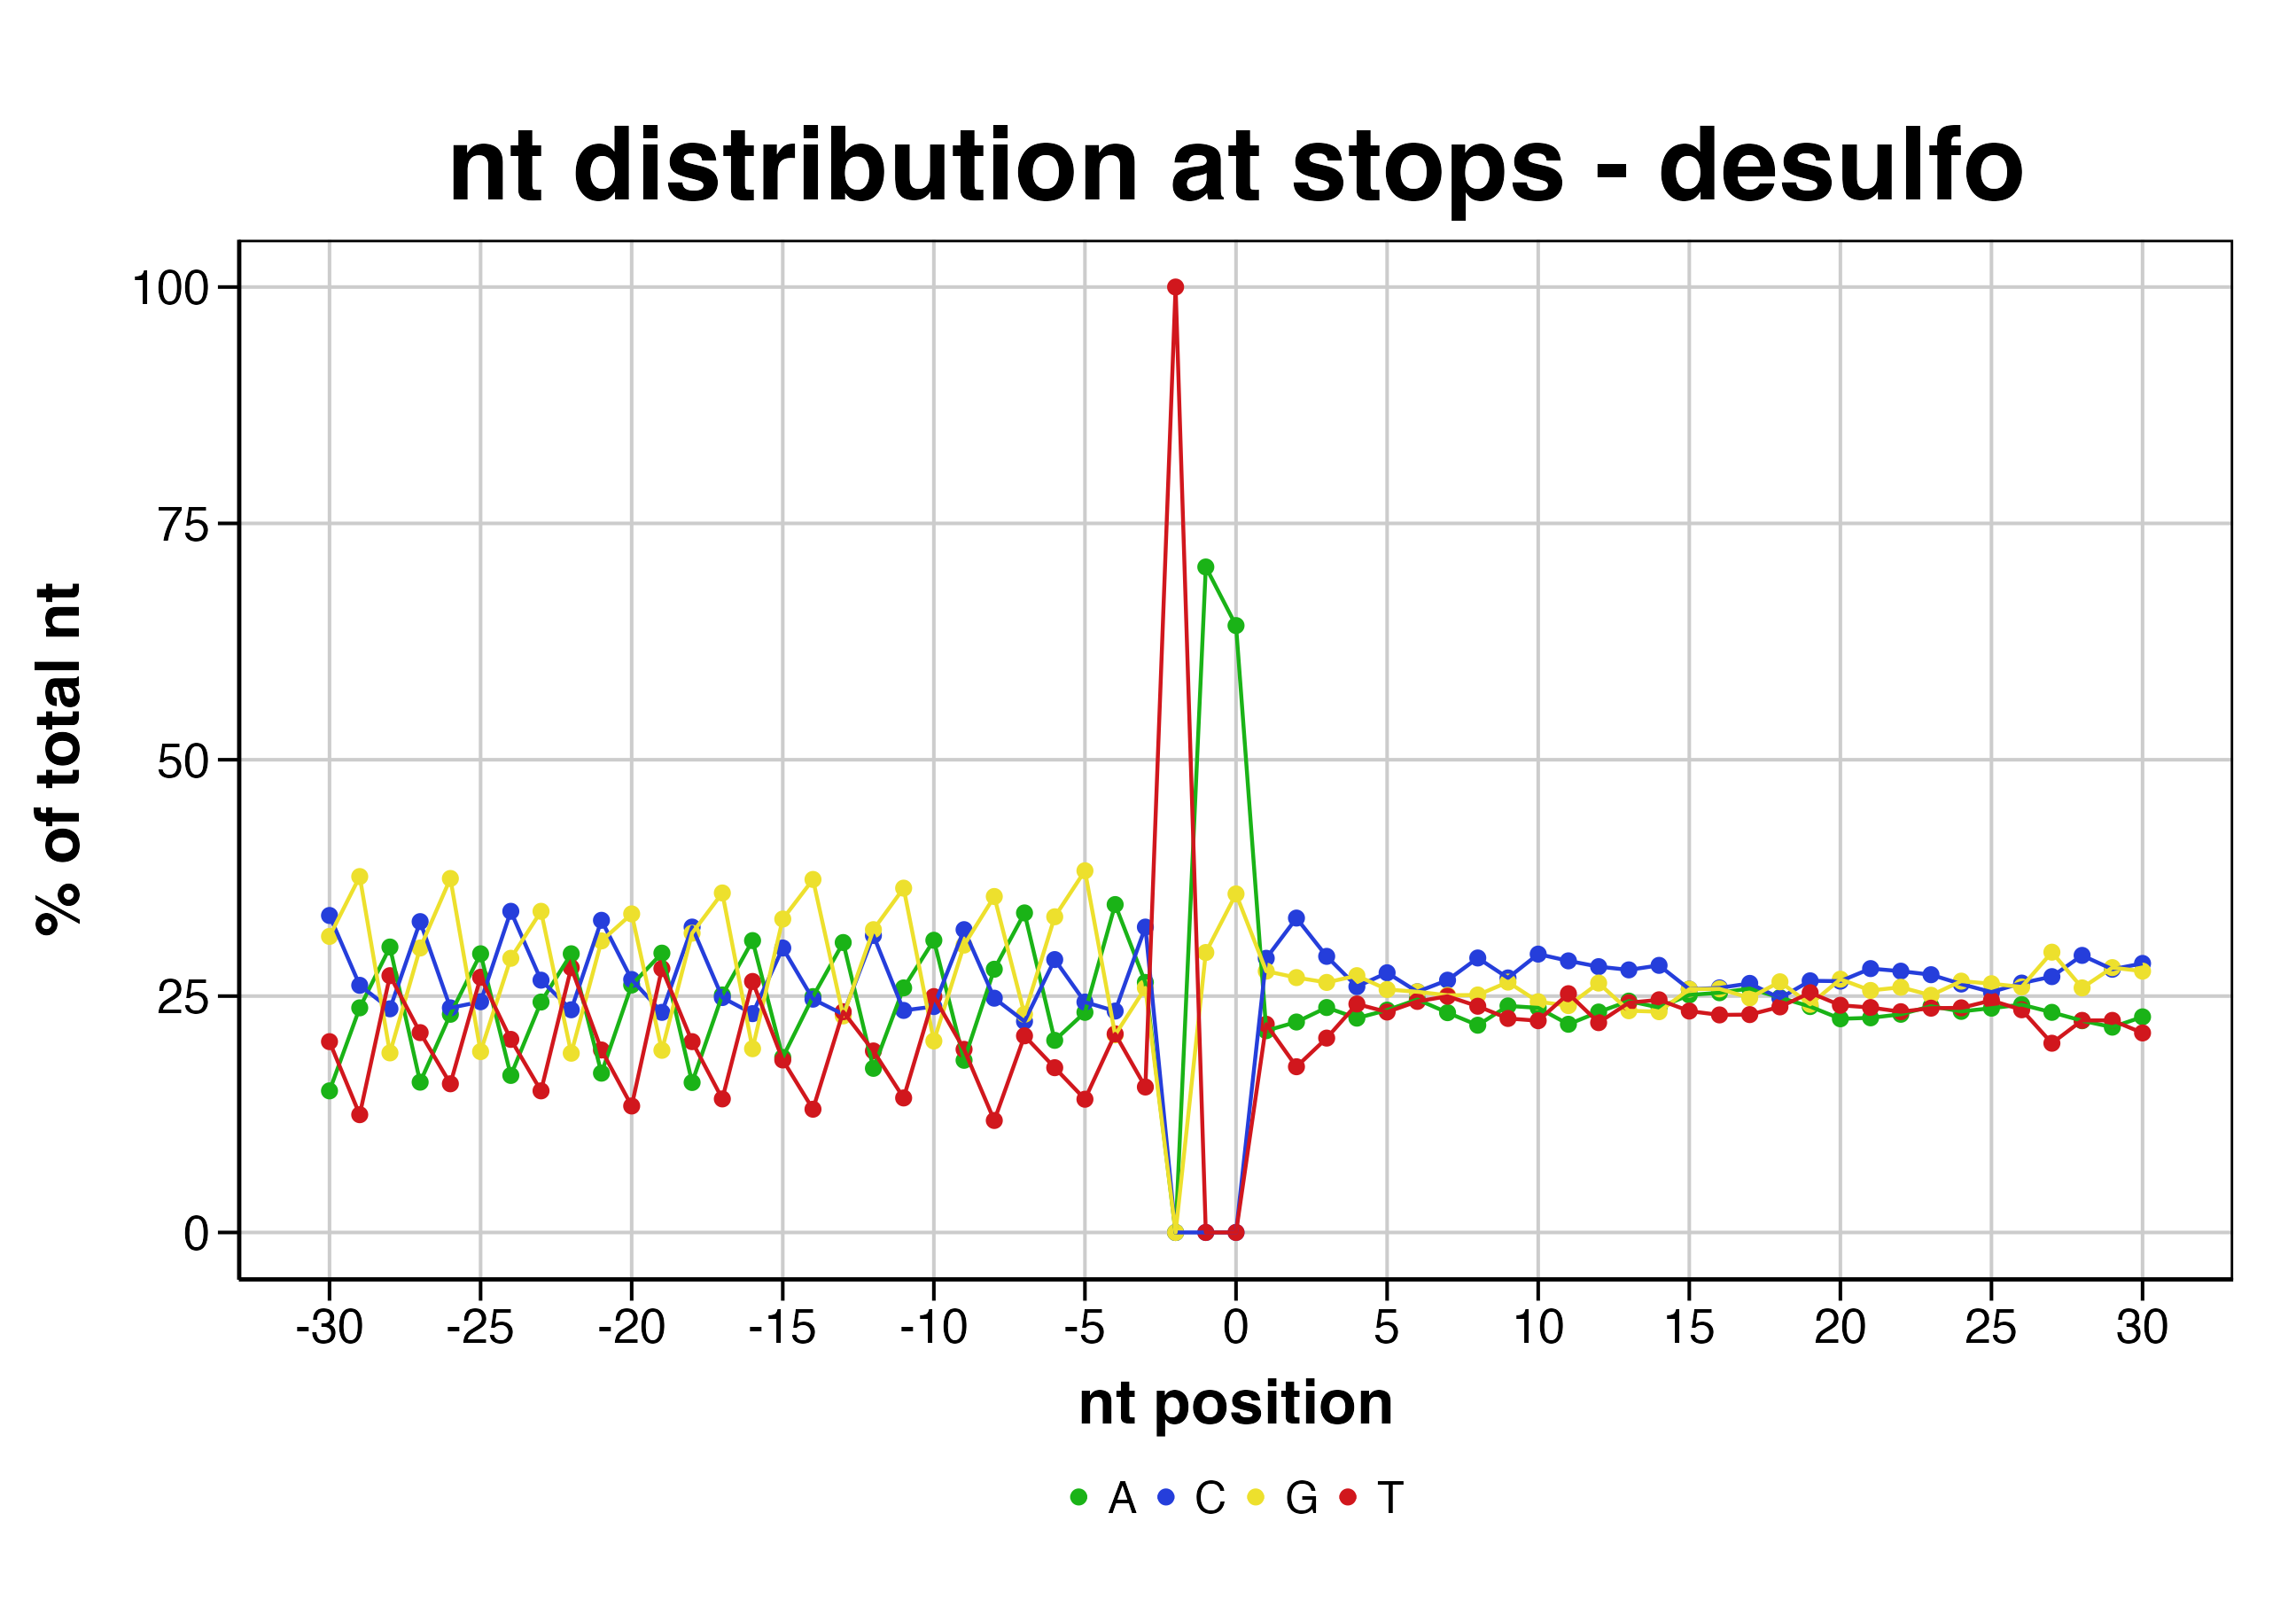 nt distribution at stops - desulfo
% of total nt
100
75
50
25
0
-30 -25 -20 -15 -10 -5 0 5 10 15 20 25 30
nt position
A C G T